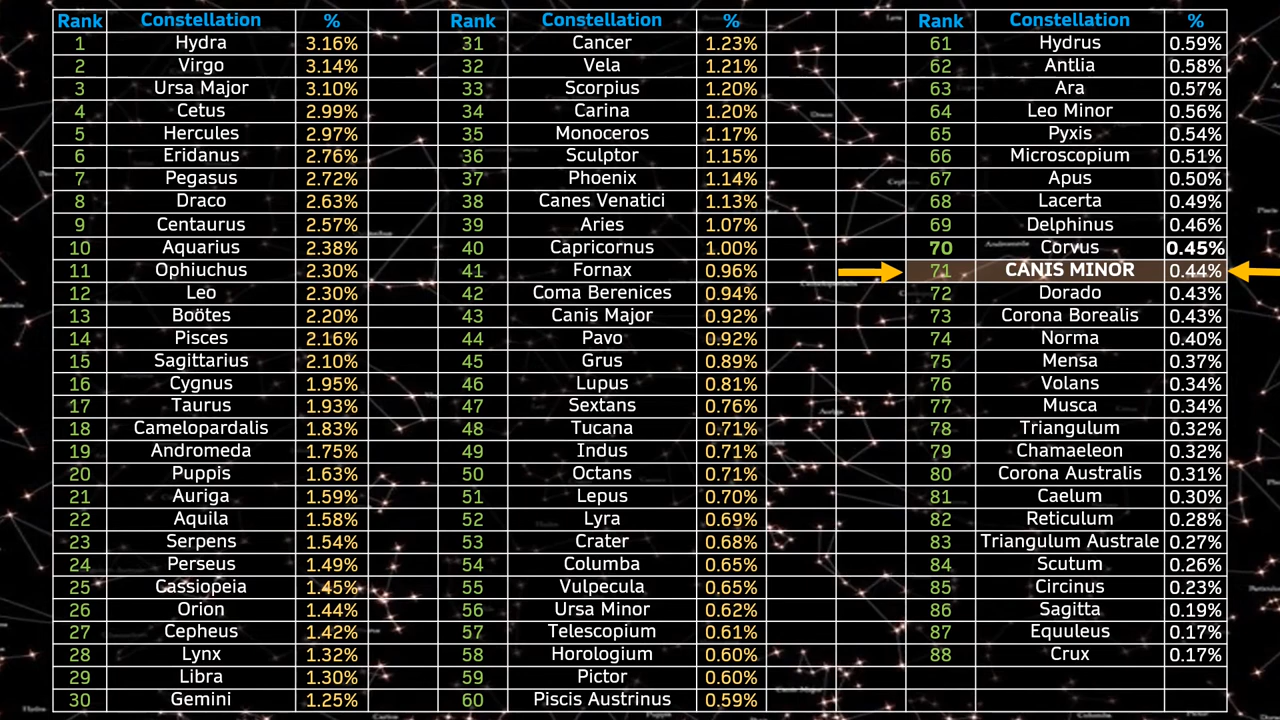 Rank Constellation % Rank Constellation % Rank Constellation %
1 Hydra 3.16% 31 Cancer 1.23% 61 Hydrus 0.59%
2 Virgo 3.14% 32 Vela 1.21% 62 Antlia 0.58%
3 Ursa Major 3.10% 33 Scorpius 1.20% 63 Ara 0.57%
4 Cetus 2.99% 34 Carina 1.20% 64 Leo Minor 0.56%
5 Hercules 2.97% 35 Monoceros 1.17% 65 Pyxis 0.54%
6 Eridanus 2.76% 36 Sculptor 1.15% 66 Microscopium 0.51%
7 Pegasus 2.72% 37 Phoenix 1.14% 67 Apus 0.50%
8 Draco 2.63% 38 Canes Venatici 1.13% 68 Lacerta 0.49%
9 Centaurus 2.57% 39 Aries 1.07% 69 Delphinus 0.46%
10 Aquarius 2.38% 40 Capricornus 1.00% 70 Corvus 0.45%
11 Ophiuchus 2.30% 41 Fornax 0.96% 71 CANIS MINOR 0.44%
12 Leo 2.30% 42 Coma Berenices 0.94% 72 Dorado 0.43%
13 Boötes 2.20% 43 Canis Major 0.92% 73 Corona Borealis 0.43%
14 Pisces 2.16% 44 Pavo 0.92% 74 Norma 0.40%
15 Sagittarius 2.10% 45 Grus 0.89% 75 Mensa 0.37%
16 Cygnus 1.95% 46 Lupus 0.81% 76 Volans 0.34%
17 Taurus 1.93% 47 Sextans 0.76% 77 Musca 0.34%
18 Camelopardalis 1.83% 48 Tucana 0.71% 78 Triangulum 0.32%
19 Andromeda 1.75% 49 Indus 0.71% 79 Chamaeleon 0.32%
20 Puppis 1.63% 50 Octans 0.71% 80 Corona Australis 0.31%
21 Auriga 1.59% 51 Lepus 0.70% 81 Caelum 0.30%
22 Aquila 1.58% 52 Lyra 0.69% 82 Reticulum 0.28%
23 Serpens 1.54% 53 Crater 0.68% 83 Triangulum Australe 0.27%
24 Perseus 1.49% 54 Columba 0.65% 84 Scutum 0.26%
25 Cassiopeia 1.45% 55 Vulpecula 0.65% 85 Circinus 0.23%
26 Orion 1.44% 56 Ursa Minor 0.62% 86 Sagitta 0.19%
27 Cepheus 1.42% 57 Telescopium 0.61% 87 Equuleus 0.17%
28 Lynx 1.32% 58 Horologium 0.60% 88 Crux 0.17%
29 Libra 1.30% 59 Pictor 0.60%
30 Gemini 1.25% 60 Piscis Austrinus 0.59%